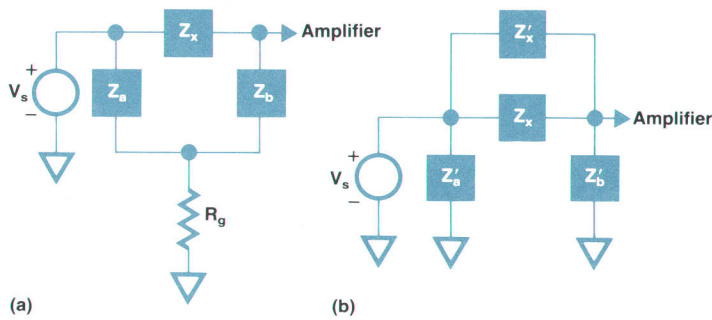 Zx
Amplifier
Za
Zb
+
Vs
−
Rg
(a)
Z′x
Zx
Amplifier
+
Vs
−
Z′a
Z′b
(b)